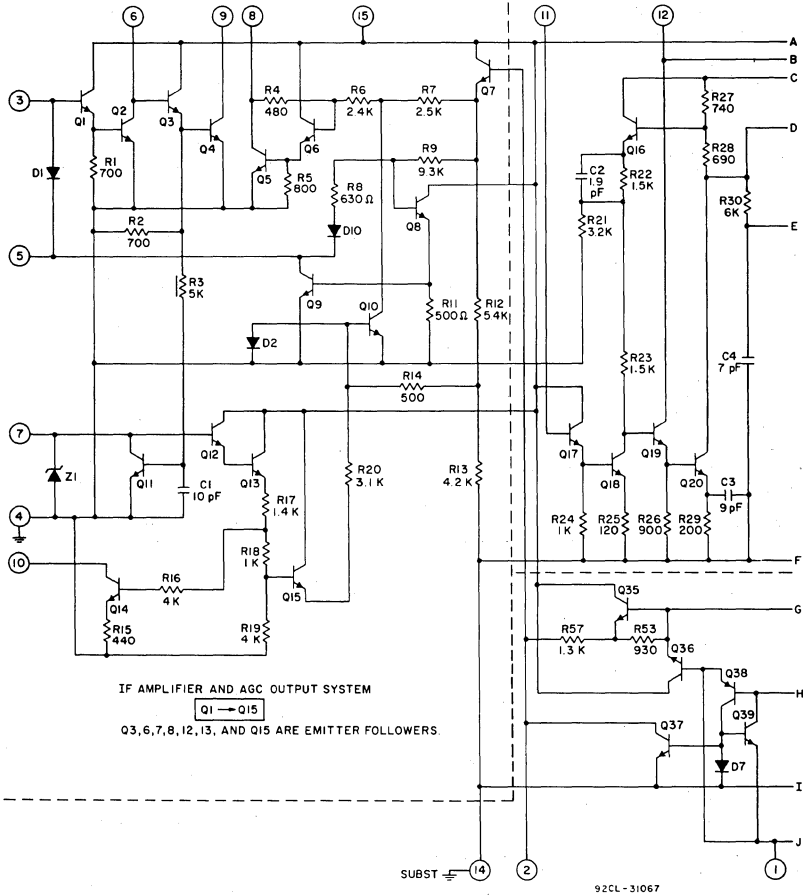 6
9
8
15
11
12
A
B
C
3
Q1
Q2
Q3
Q4
R4
480
R6
2.4K
R7
2.5K
Q7
R27
740
Q16
D
D1
R1
700
Q5
R5
800
Q6
R9
9.3K
R8
630Ω
D10
Q8
C2
1.9
pF
R22
1.5K
R28
690
R30
6K
E
R2
700
R21
3.2K
5
R3
5K
Q9
Q10
R11
500Ω
R12
5.4K
D2
R23
1.5K
C4
7 pF
R14
500
7
Q12
Q13
Q17
Q18
Q19
Q20
Z1
Q11
C1
10 pF
R17
1.4K
R20
3.1K
R13
4.2K
R24
1K
R25
120
R26
900
R29
200
C3
9 pF
4
R18
1K
F
10
Q14
R16
4K
Q15
Q35
G
R15
440
R19
4K
R57
1.3 K
R53
930
Q36
Q38
H
Q39
Q37
D7
IF AMPLIFIER AND AGC OUTPUT SYSTEM
Q1 → Q15
Q3,6,7,8,12,13, AND Q15 ARE EMITTER FOLLOWERS.
I
J
SUBST
14
2
1
92CL-31067